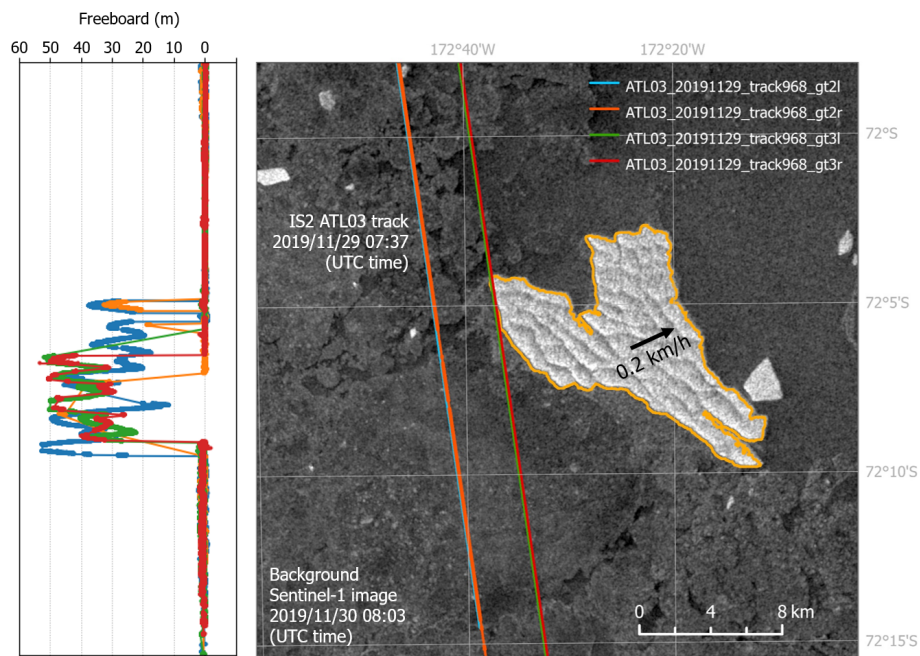 Freeboard (m)
60 50 40 30 20 10 0
172°40'W 172°20'W
ATL03_20191129_track968_gt2l
ATL03_20191129_track968_gt2r
ATL03_20191129_track968_gt3l
ATL03_20191129_track968_gt3r
72°S
IS2 ATL03 track
2019/11/29 07:37
(UTC time)
72°5'S
0.2 km/h
72°10'S
Background
Sentinel-1 image
2019/11/30 08:03
(UTC time)
0 4 8 km
72°15'S